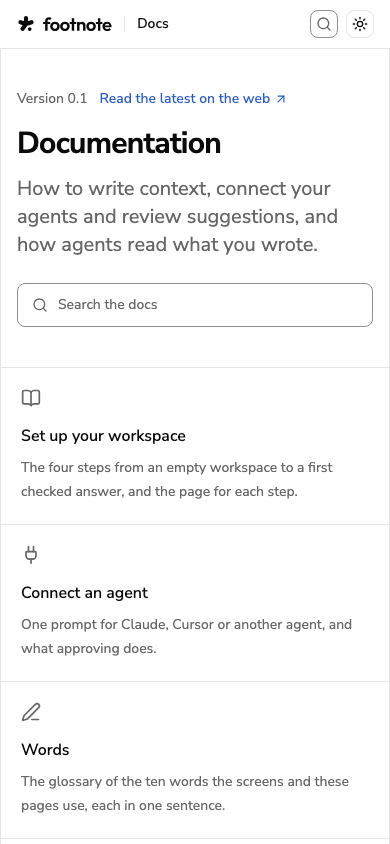 footnote
Docs
Version 0.1
Read the latest on the web
Documentation
How to write context, connect your
agents and review suggestions, and
how agents read what you wrote.
Search the docs
Set up your workspace
The four steps from an empty workspace to a first
checked answer, and the page for each step.
Connect an agent
One prompt for Claude, Cursor or another agent, and
what approving does.
Words
The glossary of the ten words the screens and these
pages use, each in one sentence.